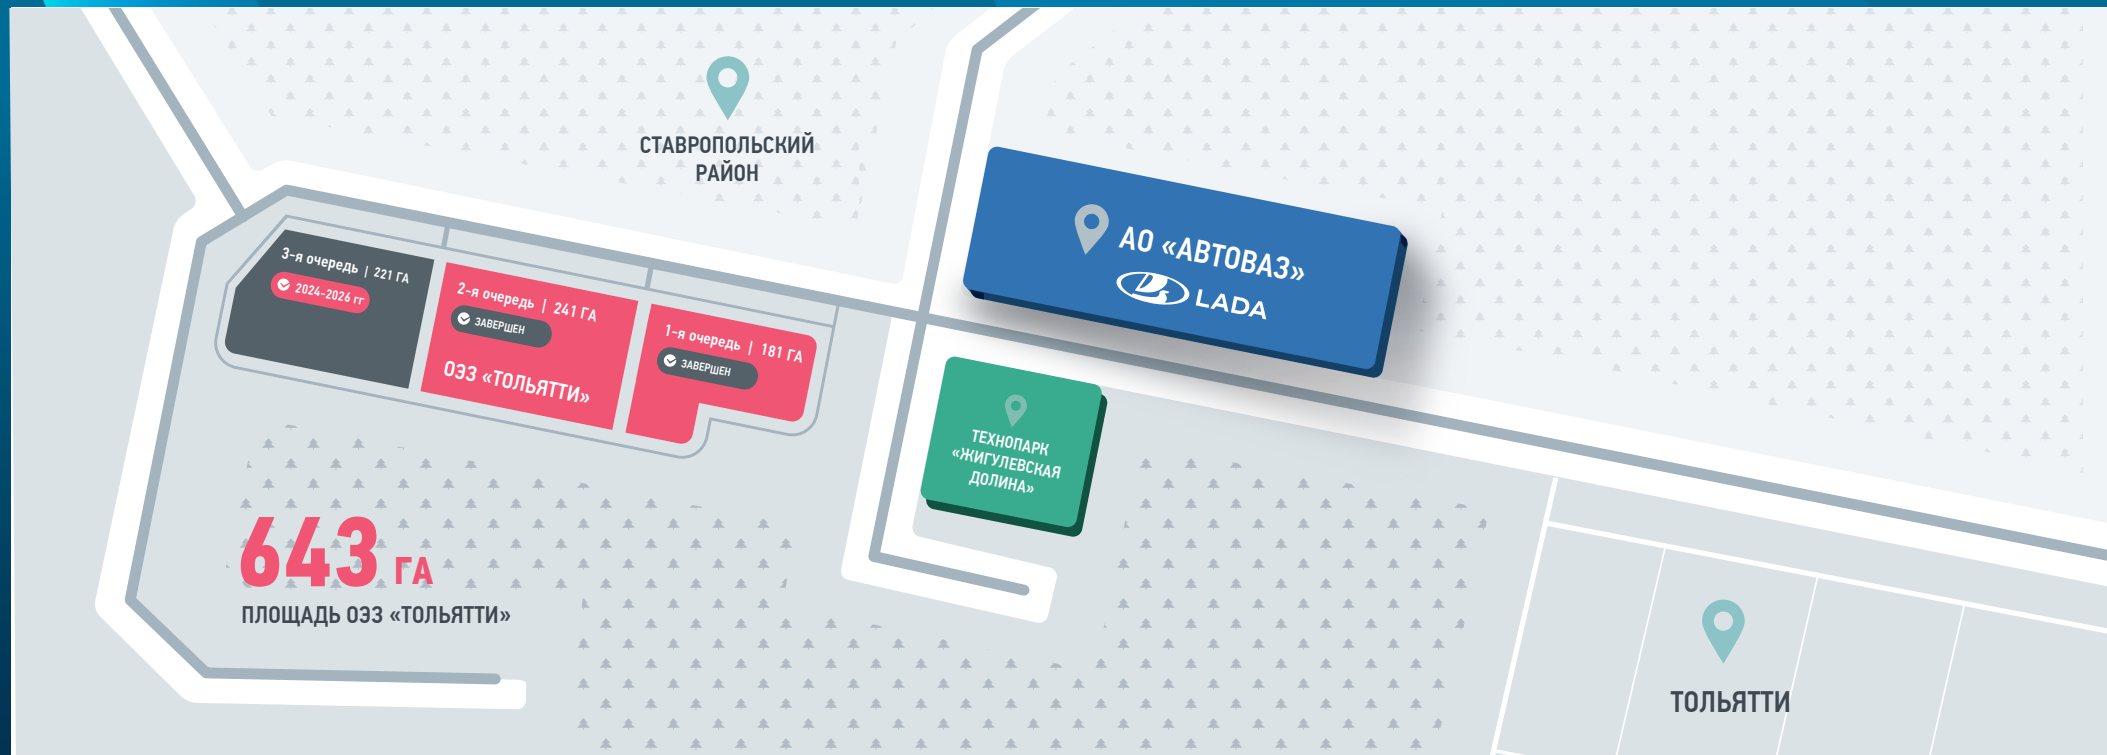 СТАВРОПОЛЬСКИЙ
РАЙОН
АО «АВТОВАЗ»
LADA
3-я очередь | 221 ГА
2024-2026 гг
2-я очередь | 241 ГА
ЗАВЕРШЕН
ОЭЗ «ТОЛЬЯТТИ»
1-я очередь | 181 ГА
ЗАВЕРШЕН
ТЕХНОПАРК
«ЖИГУЛЕВСКАЯ
ДОЛИНА»
643 ГА
ПЛОЩАДЬ ОЭЗ «ТОЛЬЯТТИ»
ТОЛЬЯТТИ